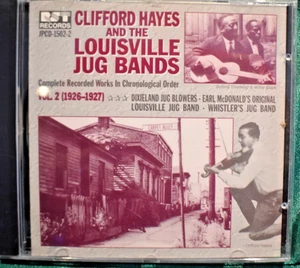 RST
RECORDS
JPCD-1502-2
CLIFFORD HAYES
AND THE
LOUISVILLE
JUG BANDS
Complete Recorded Works In Chronological Order
VOL. 2 (1926-1927) ☆☆☆ DIXIELAND JUG BLOWERS - EARL McDONALD'S ORIGINAL
LOUISVILLE JUG BAND - WHISTLER'S JUG BAND